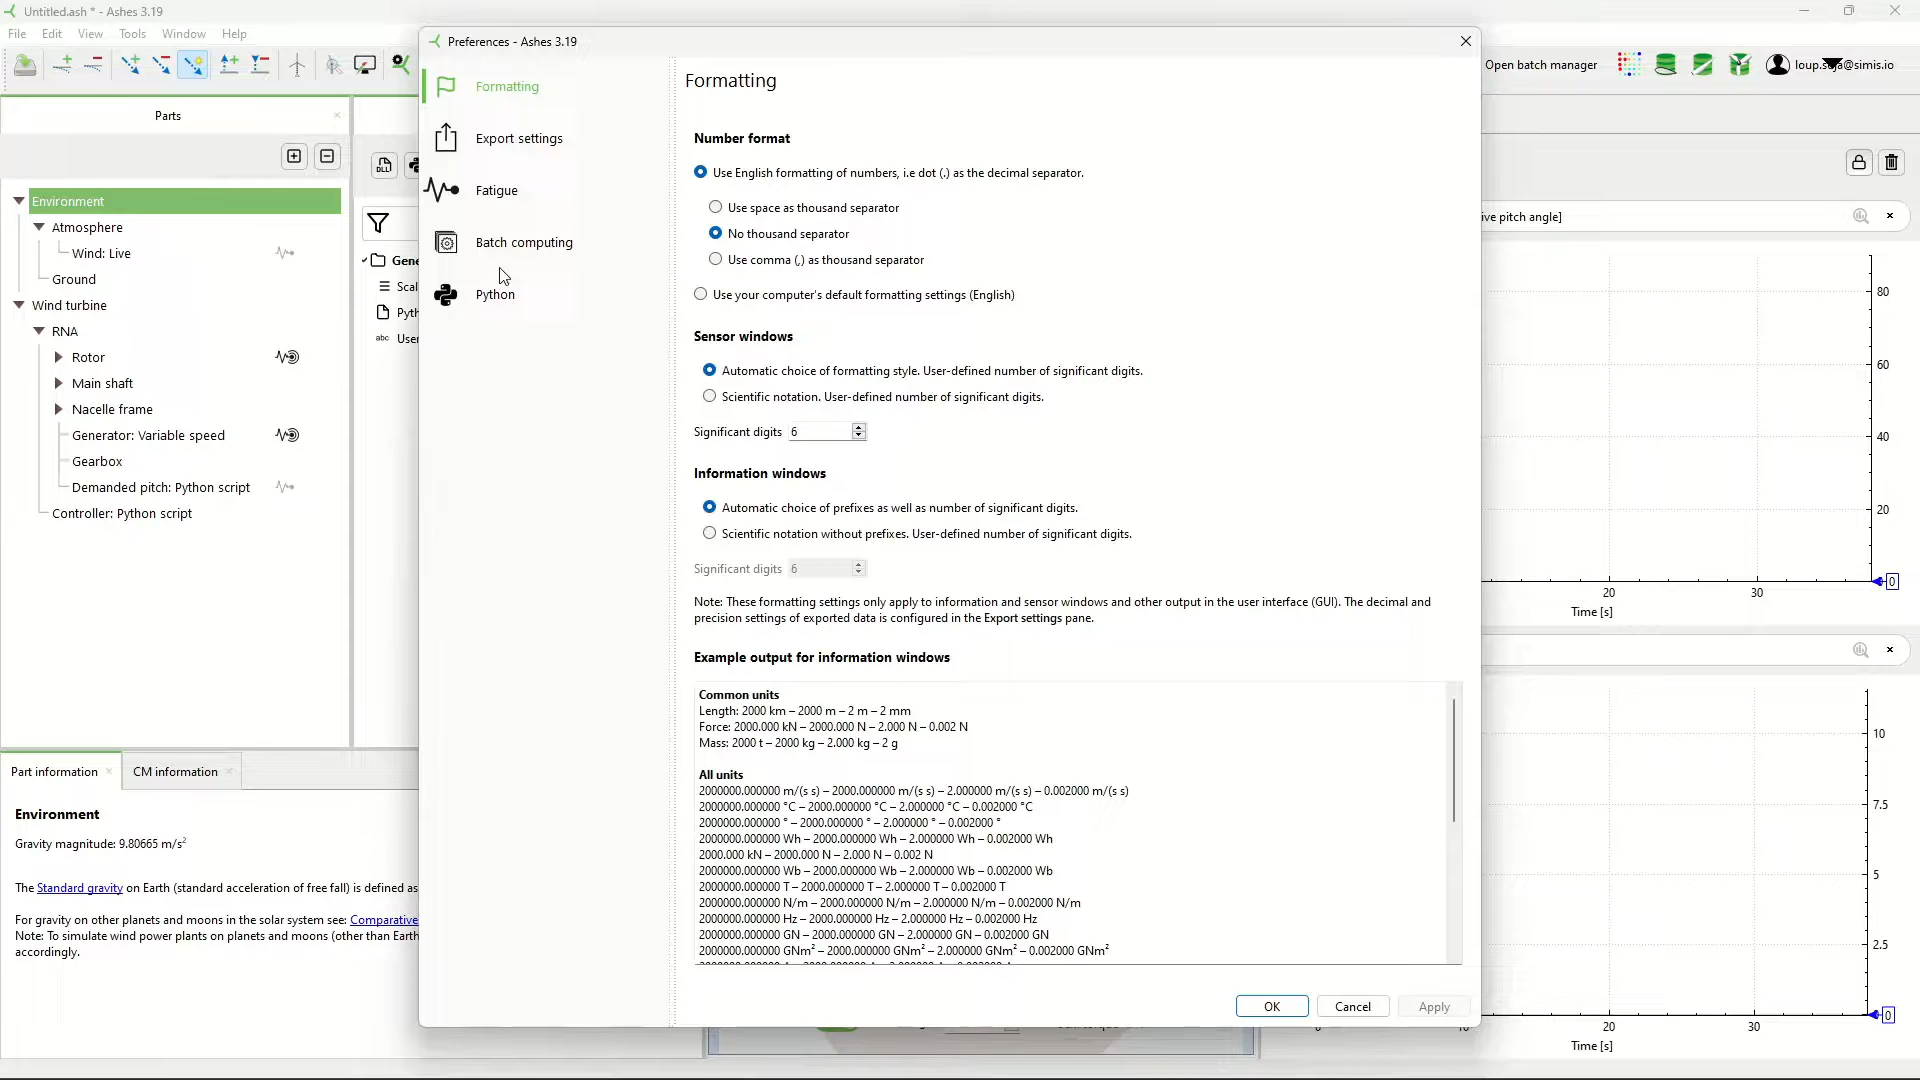 Untitled.ash * - Ashes 3.19
File Edit View Tools Window Help
Open batch manager
Parts
Environment
Atmosphere
Wind: Live
Ground
Wind turbine
RNA
Rotor
Main shaft
Nacelle frame
Generator: Variable speed
Gearbox
Demanded pitch: Python script
Controller: Python script
DLL
Gene
Scal
Pyth
abc User
Part information
CM information
Environment
Gravity magnitude: 9.80665 m/s²
The Standard gravity on Earth (standard acceleration of free fall) is defined as
For gravity on other planets and moons in the solar system see: Comparative
Note: To simulate wind power plants on planets and moons (other than Earth
accordingly.
Preferences - Ashes 3.19
Formatting
Export settings
Fatigue
Batch computing
Python
Formatting
Number format
Use English formatting of numbers, i.e dot (.) as the decimal separator.
Use space as thousand separator
No thousand separator
Use comma (,) as thousand separator
Use your computer's default formatting settings (English)
Sensor windows
Automatic choice of formatting style. User-defined number of significant digits.
Scientific notation. User-defined number of significant digits.
Significant digits 6
Information windows
Automatic choice of prefixes as well as number of significant digits.
Scientific notation without prefixes. User-defined number of significant digits.
Significant digits 6
Note: These formatting settings only apply to information and sensor windows and other output in the user interface (GUI). The decimal and
precision settings of exported data is configured in the Export settings pane.
Example output for information windows
Common units
Length: 2000 km – 2000 m – 2 m – 2 mm
Force: 2000.000 kN – 2000.000 N – 2.000 N – 0.002 N
Mass: 2000 t – 2000 kg – 2.000 kg – 2 g
All units
2000000.000000 m/(s s) – 2000.000000 m/(s s) – 2.000000 m/(s s) – 0.002000 m/(s s)
2000000.000000 °C – 2000.000000 °C – 2.000000 °C – 0.002000 °C
2000000.000000 ° – 2000.000000 ° – 2.000000 ° – 0.002000 °
2000000.000000 Wh – 2000.000000 Wh – 2.000000 Wh – 0.002000 Wh
2000.000 kN – 2000.000 N – 2.000 N – 0.002 N
2000000.000000 Wb – 2000.000000 Wb – 2.000000 Wb – 0.002000 Wb
2000000.000000 T – 2000.000000 T – 2.000000 T – 0.002000 T
2000000.000000 N/m – 2000.000000 N/m – 2.000000 N/m – 0.002000 N/m
2000000.000000 Hz – 2000.000000 Hz – 2.000000 Hz – 0.002000 Hz
2000000.000000 GN – 2000.000000 GN – 2.000000 GN – 0.002000 GN
2000000.000000 GNm² – 2000.000000 GNm² – 2.000000 GNm² – 0.002000 GNm²
OK Cancel Apply
ive pitch angle]
80
60
40
20
0
20 30
Time [s]
10
7.5
5
2.5
0
20 30
Time [s]